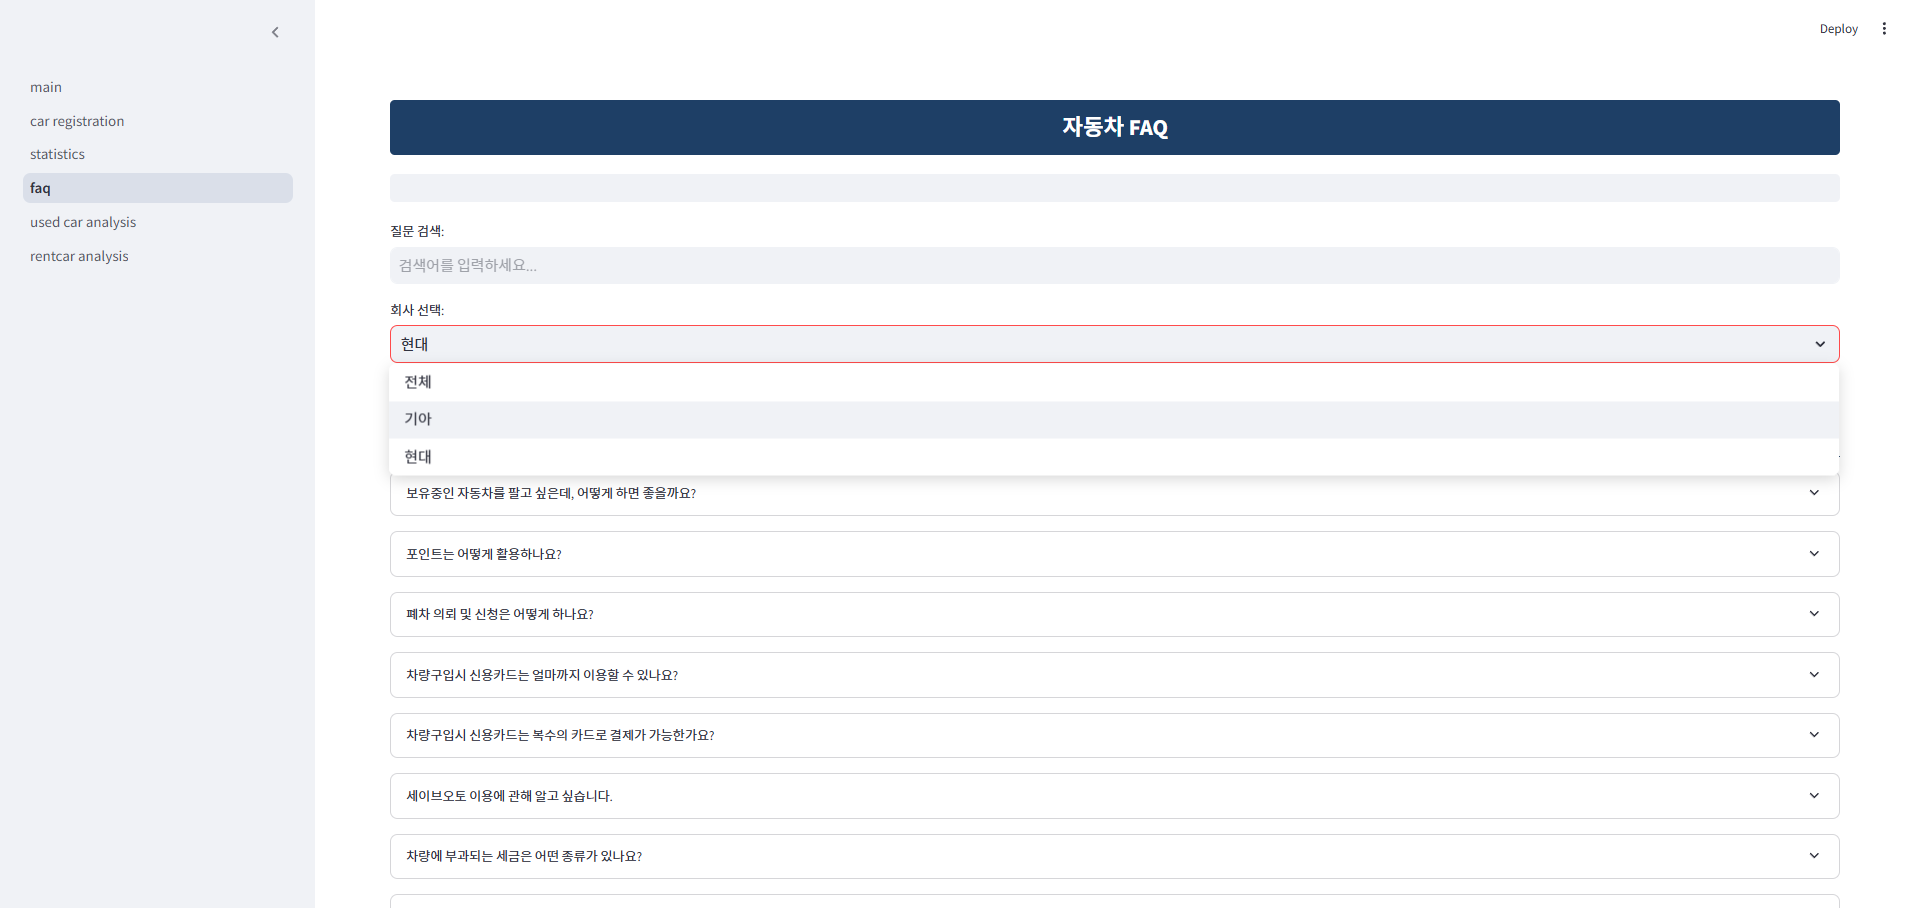 Deploy
main
car registration
statistics
faq
used car analysis
rentcar analysis
자동차 FAQ
질문 검색:
검색어를 입력하세요...
회사 선택:
현대
전체
기아
현대
보유중인 자동차를 팔고 싶은데, 어떻게 하면 좋을까요?
포인트는 어떻게 활용하나요?
폐차 의뢰 및 신청은 어떻게 하나요?
차량구입시 신용카드는 얼마까지 이용할 수 있나요?
차량구입시 신용카드는 복수의 카드로 결제가 가능한가요?
세이브오토 이용에 관해 알고 싶습니다.
차량에 부과되는 세금은 어떤 종류가 있나요?